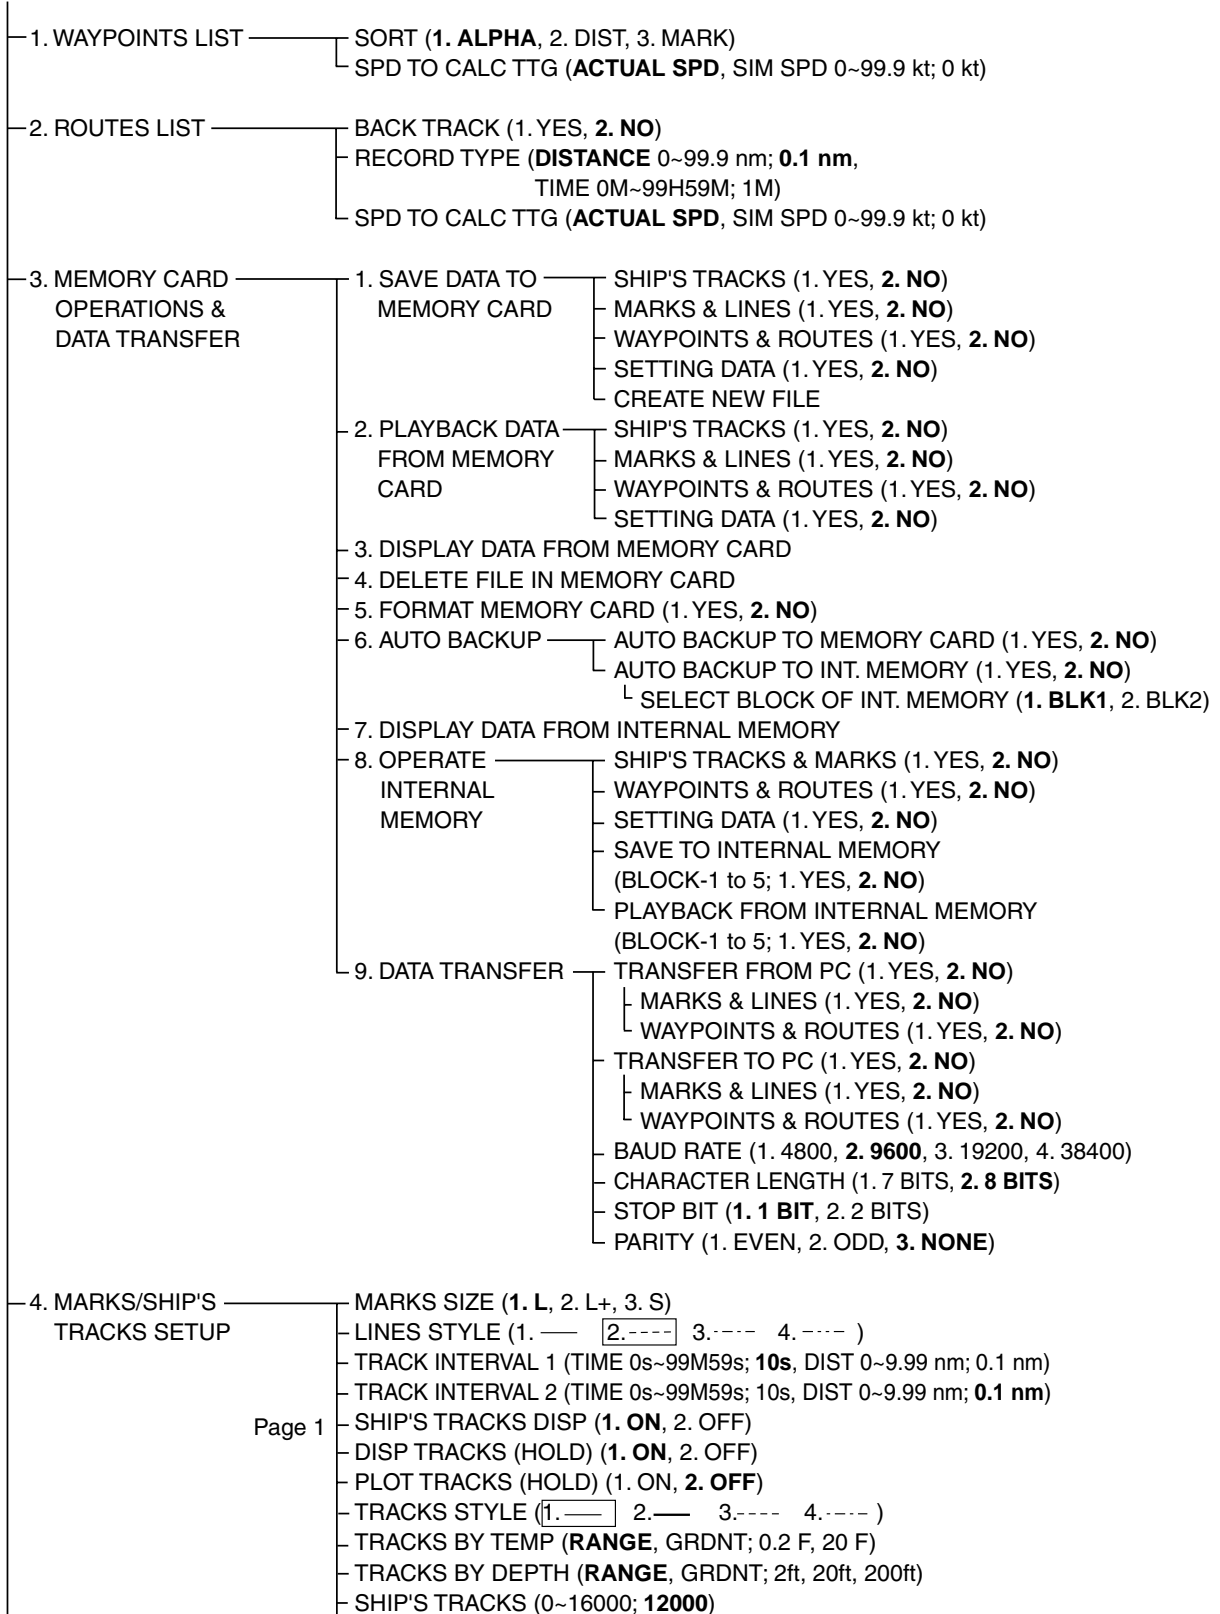 1. WAYPOINTS LIST SORT (1. ALPHA, 2. DIST, 3. MARK)
SPD TO CALC TTG (ACTUAL SPD, SIM SPD 0~99.9 kt; 0 kt)
2. ROUTES LIST BACK TRACK (1. YES, 2. NO)
RECORD TYPE (DISTANCE 0~99.9 nm; 0.1 nm,
TIME 0M~99H59M; 1M)
SPD TO CALC TTG (ACTUAL SPD, SIM SPD 0~99.9 kt; 0 kt)
3. MEMORY CARD 1. SAVE DATA TO SHIP'S TRACKS (1. YES, 2. NO)
OPERATIONS & MEMORY CARD MARKS & LINES (1. YES, 2. NO)
DATA TRANSFER WAYPOINTS & ROUTES (1. YES, 2. NO)
SETTING DATA (1. YES, 2. NO)
CREATE NEW FILE
2. PLAYBACK DATA SHIP'S TRACKS (1. YES, 2. NO)
FROM MEMORY MARKS & LINES (1. YES, 2. NO)
CARD WAYPOINTS & ROUTES (1. YES, 2. NO)
SETTING DATA (1. YES, 2. NO)
3. DISPLAY DATA FROM MEMORY CARD
4. DELETE FILE IN MEMORY CARD
5. FORMAT MEMORY CARD (1. YES, 2. NO)
6. AUTO BACKUP AUTO BACKUP TO MEMORY CARD (1. YES, 2. NO)
AUTO BACKUP TO INT. MEMORY (1. YES, 2. NO)
SELECT BLOCK OF INT. MEMORY (1. BLK1, 2. BLK2)
7. DISPLAY DATA FROM INTERNAL MEMORY
8. OPERATE SHIP'S TRACKS & MARKS (1. YES, 2. NO)
INTERNAL WAYPOINTS & ROUTES (1. YES, 2. NO)
MEMORY SETTING DATA (1. YES, 2. NO)
SAVE TO INTERNAL MEMORY
(BLOCK-1 to 5; 1. YES, 2. NO)
PLAYBACK FROM INTERNAL MEMORY
(BLOCK-1 to 5; 1. YES, 2. NO)
9. DATA TRANSFER TRANSFER FROM PC (1. YES, 2. NO)
MARKS & LINES (1. YES, 2. NO)
WAYPOINTS & ROUTES (1. YES, 2. NO)
TRANSFER TO PC (1. YES, 2. NO)
MARKS & LINES (1. YES, 2. NO)
WAYPOINTS & ROUTES (1. YES, 2. NO)
BAUD RATE (1. 4800, 2. 9600, 3. 19200, 4. 38400)
CHARACTER LENGTH (1. 7 BITS, 2. 8 BITS)
STOP BIT (1. 1 BIT, 2. 2 BITS)
PARITY (1. EVEN, 2. ODD, 3. NONE)
4. MARKS/SHIP'S MARKS SIZE (1. L, 2. L+, 3. S)
TRACKS SETUP LINES STYLE (1. —— 2.---- 3.-·-·- 4.-··-- )
TRACK INTERVAL 1 (TIME 0s~99M59s; 10s, DIST 0~9.99 nm; 0.1 nm)
TRACK INTERVAL 2 (TIME 0s~99M59s; 10s, DIST 0~9.99 nm; 0.1 nm)
Page 1 SHIP'S TRACKS DISP (1. ON, 2. OFF)
DISP TRACKS (HOLD) (1. ON, 2. OFF)
PLOT TRACKS (HOLD) (1. ON, 2. OFF)
TRACKS STYLE (1.—— 2.—— 3.---- 4.-·-·- )
TRACKS BY TEMP (RANGE, GRDNT; 0.2 F, 20 F)
TRACKS BY DEPTH (RANGE, GRDNT; 2ft, 20ft, 200ft)
SHIP'S TRACKS (0~16000; 12000)